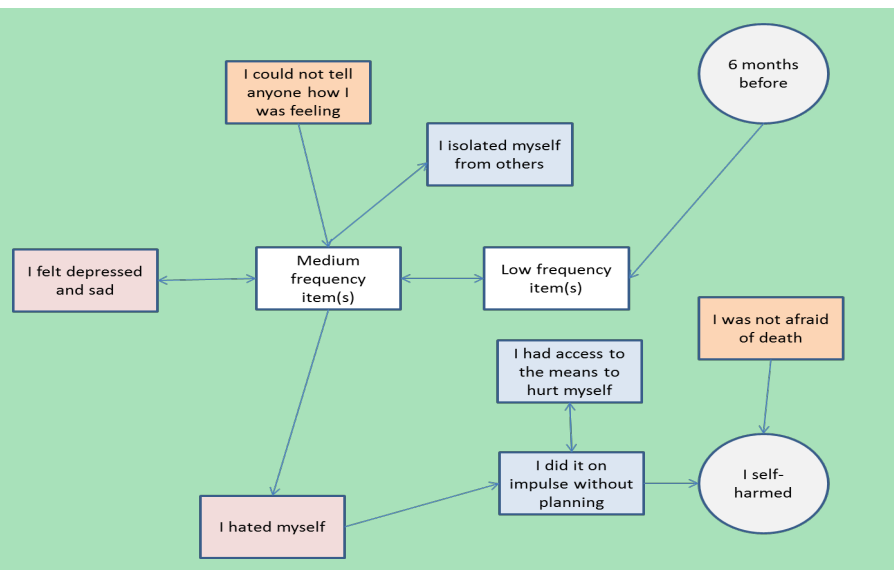 I could not tell
anyone how I
was feeling
6 months
before
I isolated myself
from others
I felt depressed
and sad
Medium
frequency
item(s)
Low frequency
item(s)
I was not afraid
of death
I had access to
the means to
hurt myself
I did it on
impulse without
planning
I self-
harmed
I hated myself